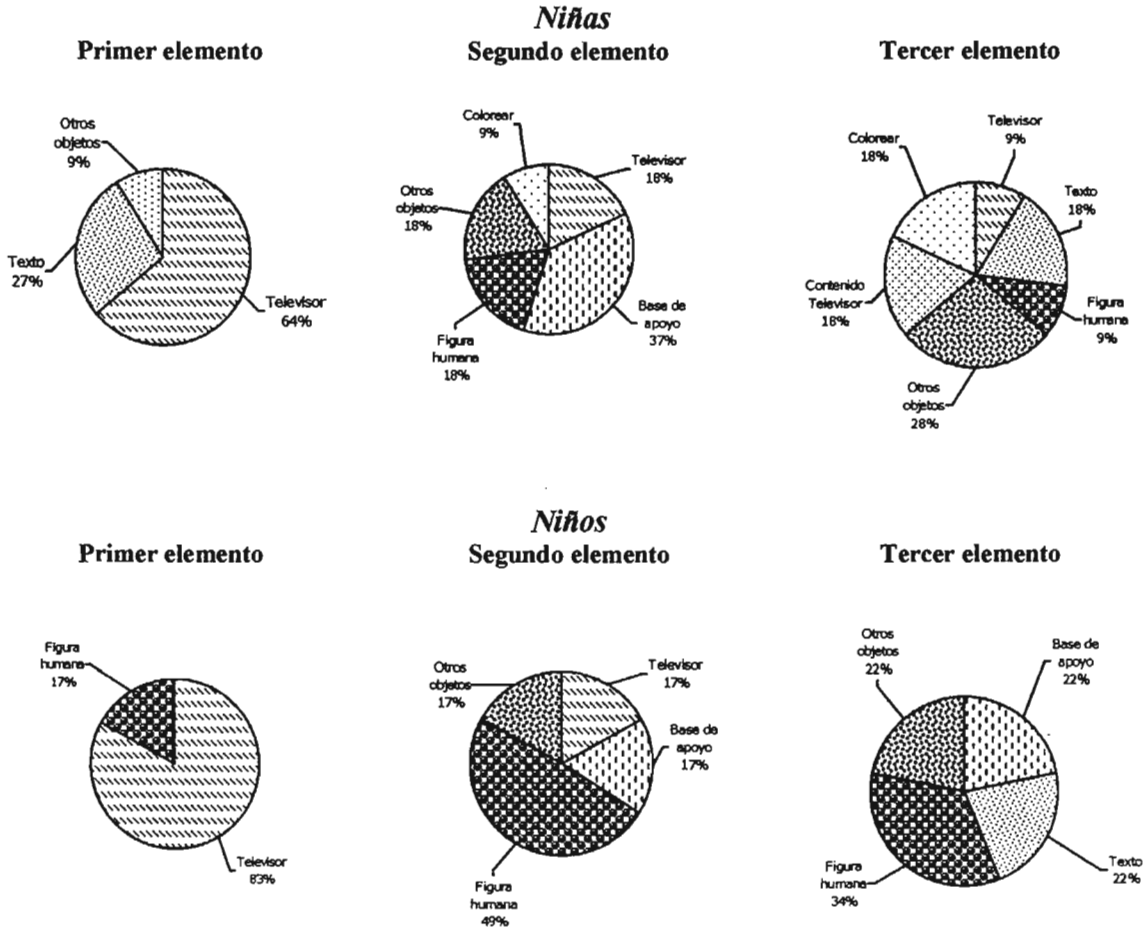 Niñas
Primer elemento
Segundo elemento
Tercer elemento
Otros
objetos
9%
Texto
27%
Televisor
64%
Colorear
9%
Televisor
18%
Otros
objetos
18%
Base de
apoyo
37%
Figura
humana
18%
Televisor
9%
Colorear
18%
Texto
18%
Contenido
Televisor
18%
Figura
humana
9%
Otros
objetos
28%
Niños
Primer elemento
Segundo elemento
Tercer elemento
Figura
humana
17%
Televisor
83%
Otros
objetos
17%
Televisor
17%
Base de
apoyo
17%
Figura
humana
49%
Otros
objetos
22%
Base de
apoyo
22%
Figura
humana
34%
Texto
22%